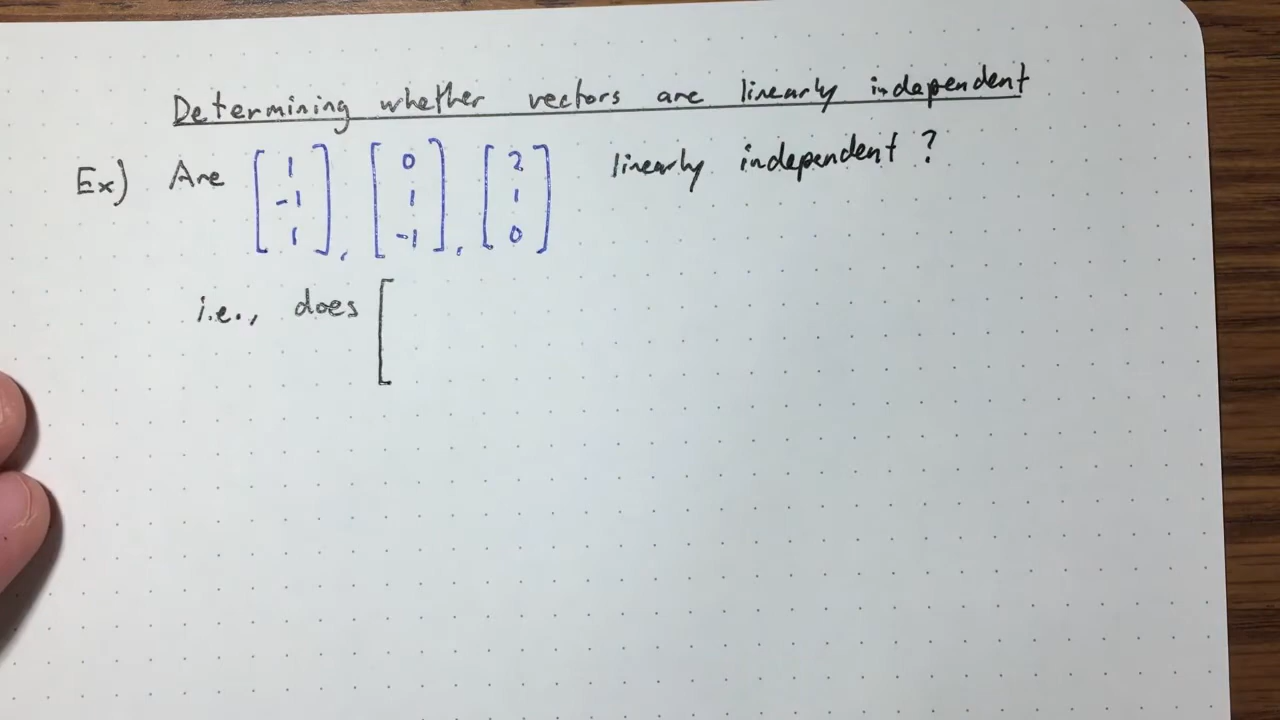 Determining whether vectors are linearly independent
Ex) Are [1 -1 1], [0 1 -1], [2 1 0] linearly independent?
i.e., does [